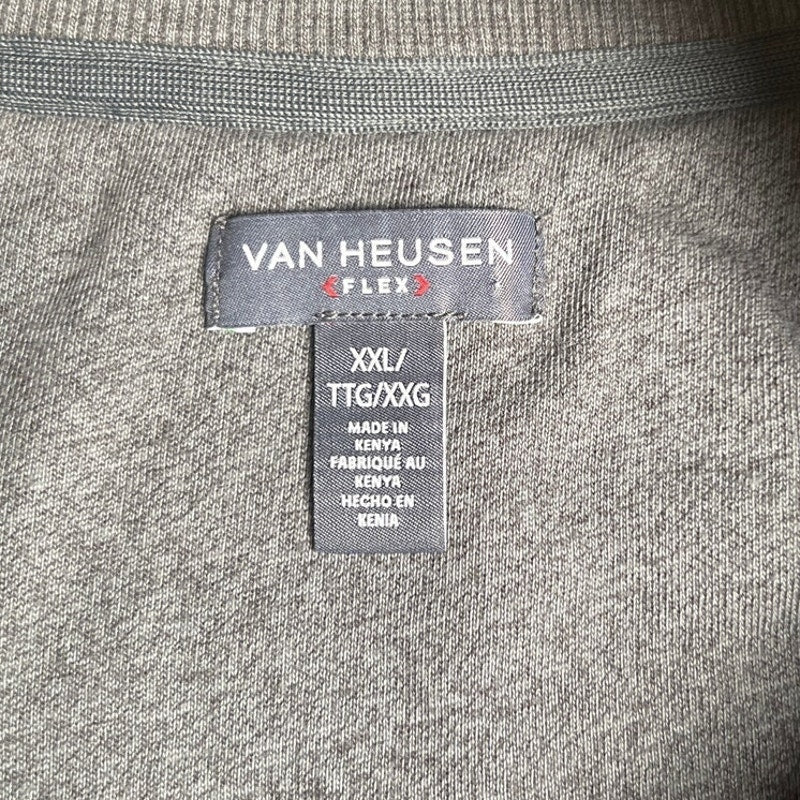 VAN HEUSEN
FLEX
XXL/
TTG/XXG
MADE IN
KENYA
FABRIQUÉ AU
KENYA
HECHO EN
KENIA